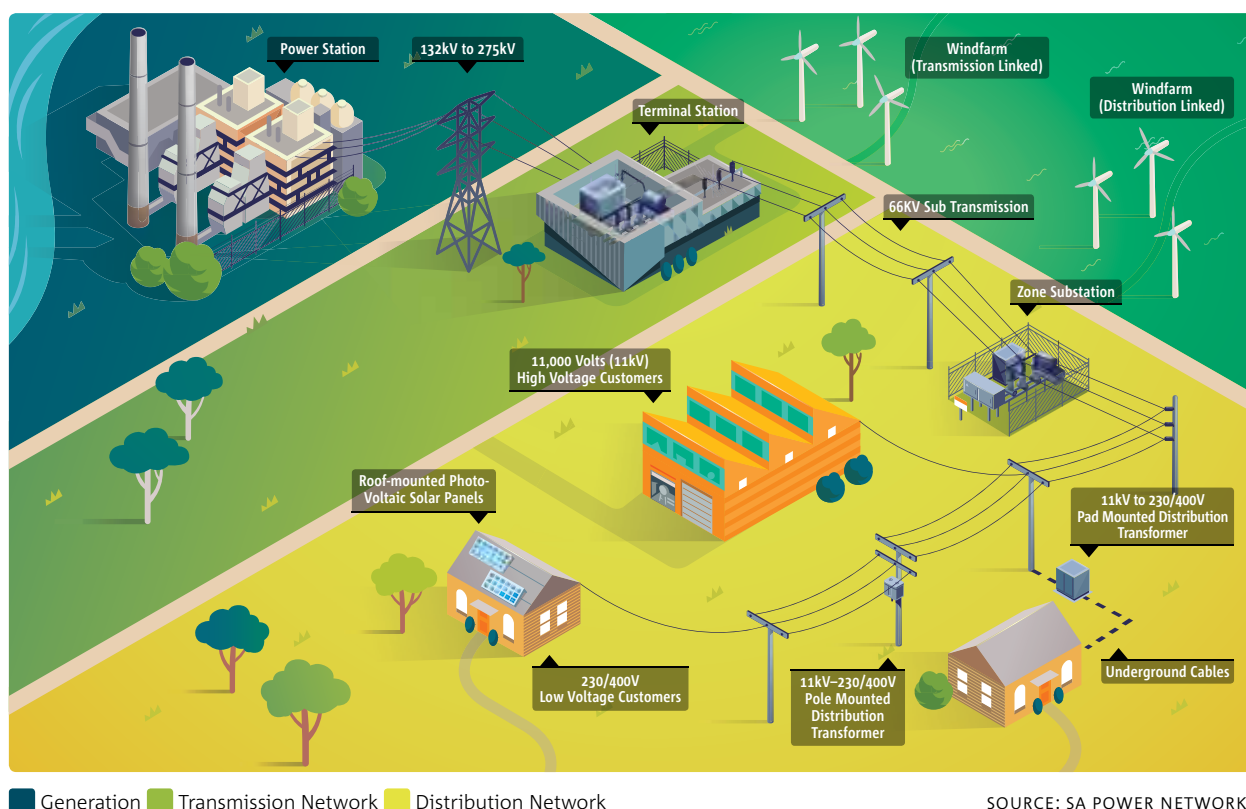 Power Station
132kV to 275kV
Windfarm
(Transmission Linked)
Windfarm
(Distribution Linked)
Terminal Station
66KV Sub Transmission
Zone Substation
11,000 Volts (11kV)
High Voltage Customers
Roof-mounted Photo-
Voltaic Solar Panels
11kV to 230/400V
Pad Mounted Distribution
Transformer
230/400V
Low Voltage Customers
11kV–230/400V
Pole Mounted
Distribution
Transformer
Underground Cables
Generation Transmission Network Distribution Network
SOURCE: SA POWER NETWORK